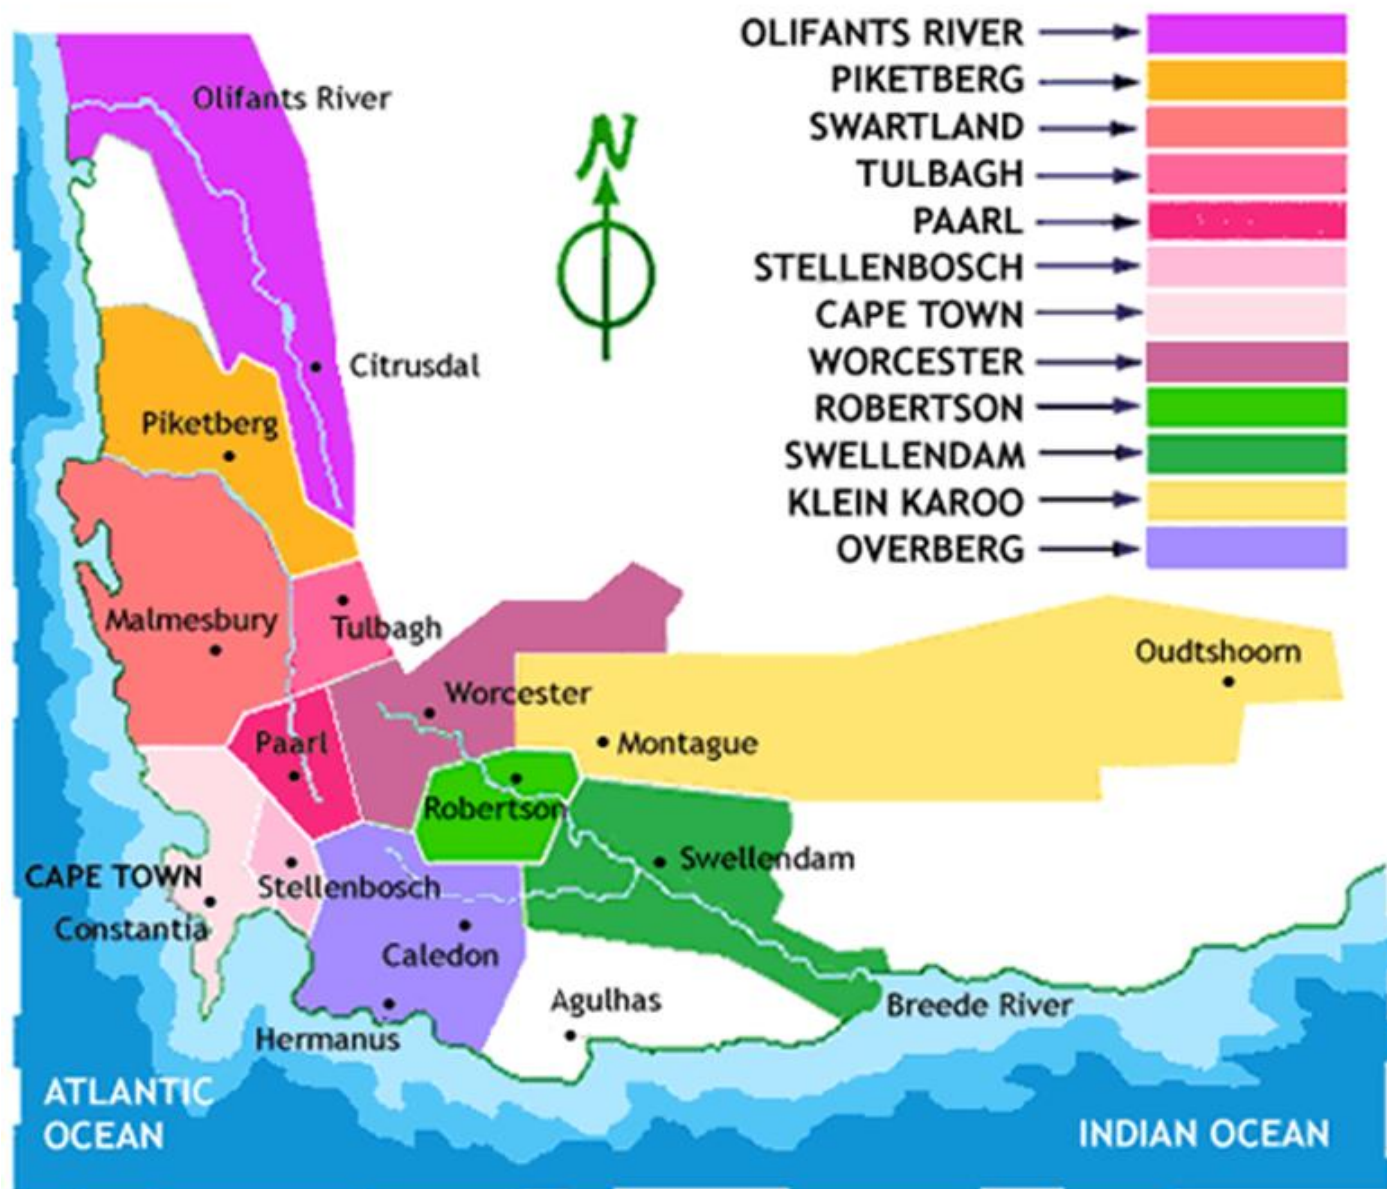 OLIFANTS RIVER
PIKETBERG
SWARTLAND
TULBAGH
PAARL
STELLENBOSCH
CAPE TOWN
WORCESTER
ROBERTSON
SWELLENDAM
KLEIN KAROO
OVERBERG
N
Olifants River
Citrusdal
Piketberg
Malmesbury
Tulbagh
Oudtshoorn
Worcester
Paarl
Montague
Robertson
Swellendam
CAPE TOWN
Stellenbosch
Constantia
Caledon
Agulhas
Breede River
Hermanus
ATLANTIC
OCEAN
INDIAN OCEAN